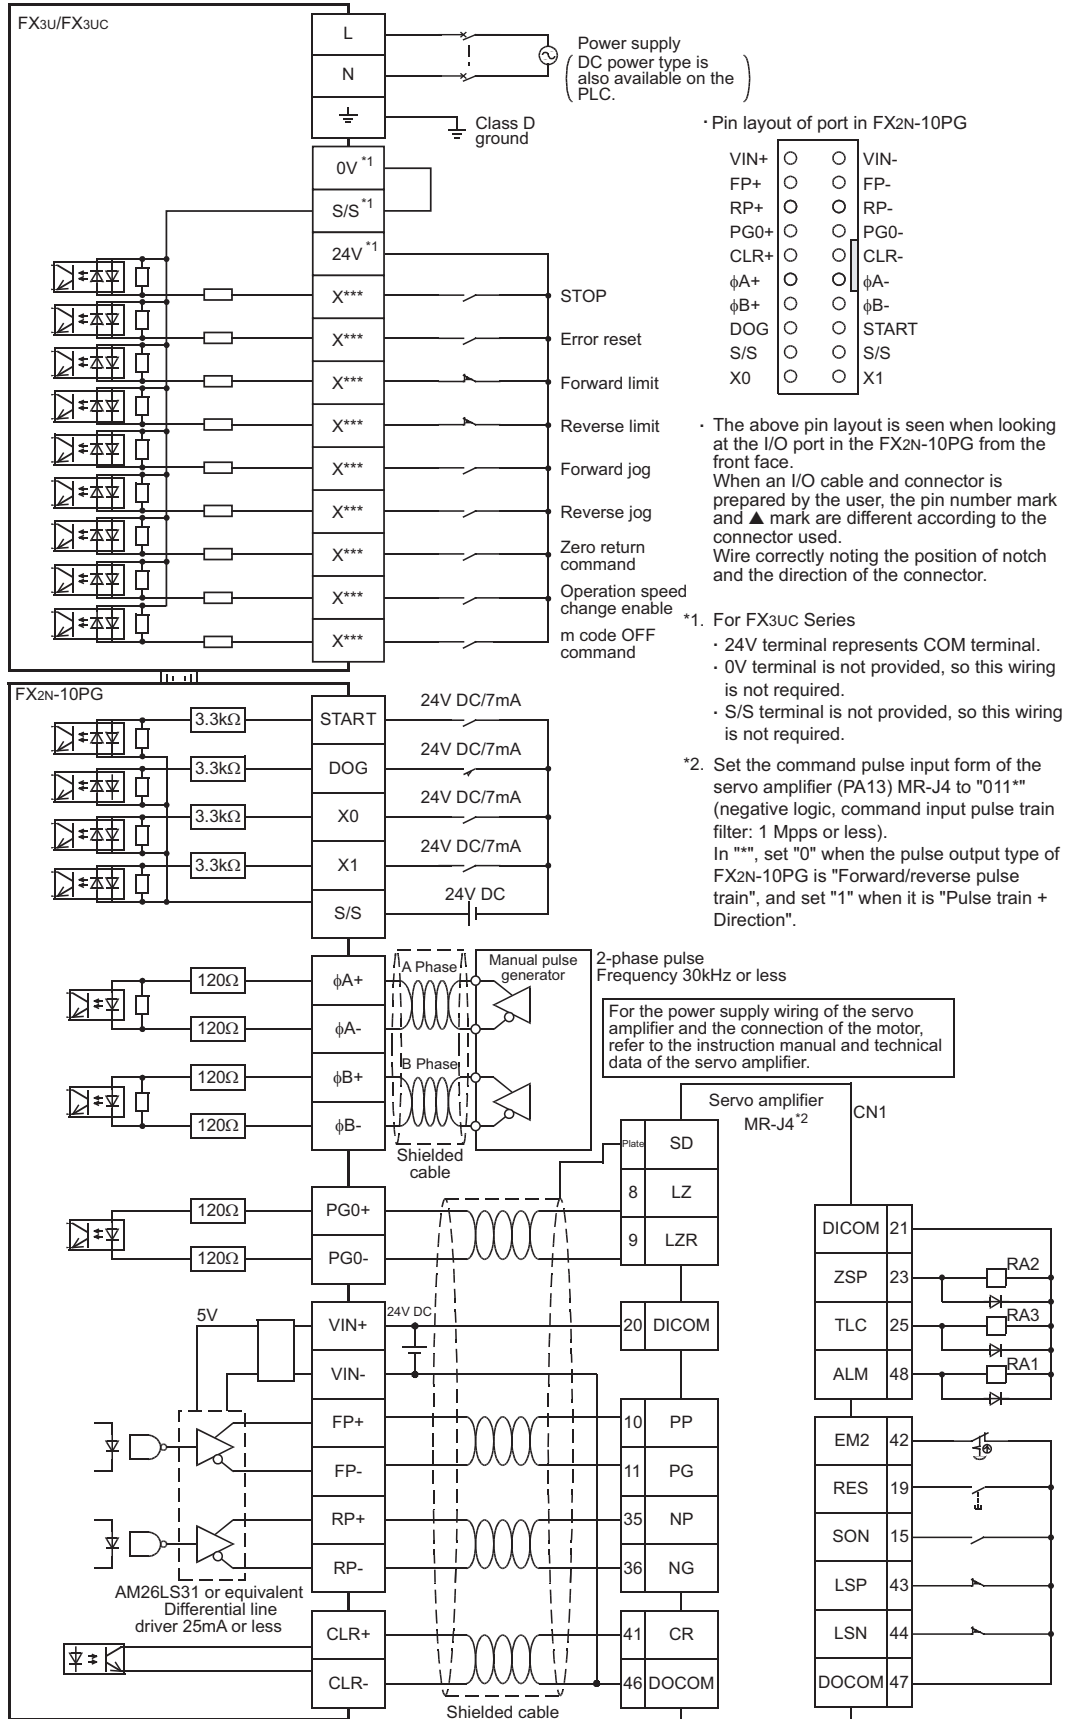 FX3U/FX3UC
L
N
Power supply
DC power type is
also available on the
PLC.
Class D
ground
0V *1
S/S *1
24V *1
X***
STOP
X***
Error reset
X***
Forward limit
X***
Reverse limit
X***
Forward jog
X***
Reverse jog
X***
Zero return
command
X***
Operation speed
change enable
X***
m code OFF
command
· Pin layout of port in FX2N-10PG
VIN+ VIN-
FP+ FP-
RP+ RP-
PG0+ PG0-
CLR+ CLR-
ϕA+ ϕA-
ϕB+ ϕB-
DOG START
S/S S/S
X0 X1
· The above pin layout is seen when looking
at the I/O port in the FX2N-10PG from the
front face.
When an I/O cable and connector is
prepared by the user, the pin number mark
and ▲ mark are different according to the
connector used.
Wire correctly noting the position of notch
and the direction of the connector.
*1. For FX3UC Series
· 24V terminal represents COM terminal.
· 0V terminal is not provided, so this wiring
is not required.
· S/S terminal is not provided, so this wiring
is not required.
*2. Set the command pulse input form of the
servo amplifier (PA13) MR-J4 to "011*"
(negative logic, command input pulse train
filter: 1 Mpps or less).
In "*", set "0" when the pulse output type of
FX2N-10PG is "Forward/reverse pulse
train", and set "1" when it is "Pulse train +
Direction".
FX2N-10PG
3.3kΩ START 24V DC/7mA
3.3kΩ DOG 24V DC/7mA
3.3kΩ X0 24V DC/7mA
3.3kΩ X1 24V DC/7mA
S/S 24V DC
120Ω ϕA+ A Phase
120Ω ϕA-
120Ω ϕB+ B Phase
120Ω ϕB-
Manual pulse
generator
2-phase pulse
Frequency 30kHz or less
Shielded
cable
For the power supply wiring of the servo
amplifier and the connection of the motor,
refer to the instruction manual and technical
data of the servo amplifier.
Servo amplifier
MR-J4*2
CN1
Plate SD
120Ω PG0+ 8 LZ
120Ω PG0- 9 LZR
5V VIN+ 24V DC 20 DICOM
VIN-
FP+ 10 PP
FP- 11 PG
RP+ 35 NP
RP- 36 NG
AM26LS31 or equivalent
Differential line
driver 25mA or less
CLR+ 41 CR
CLR- 46 DOCOM
Shielded cable
DICOM 21
ZSP 23 RA2
TLC 25 RA3
ALM 48 RA1
EM2 42
RES 19
SON 15
LSP 43
LSN 44
DOCOM 47